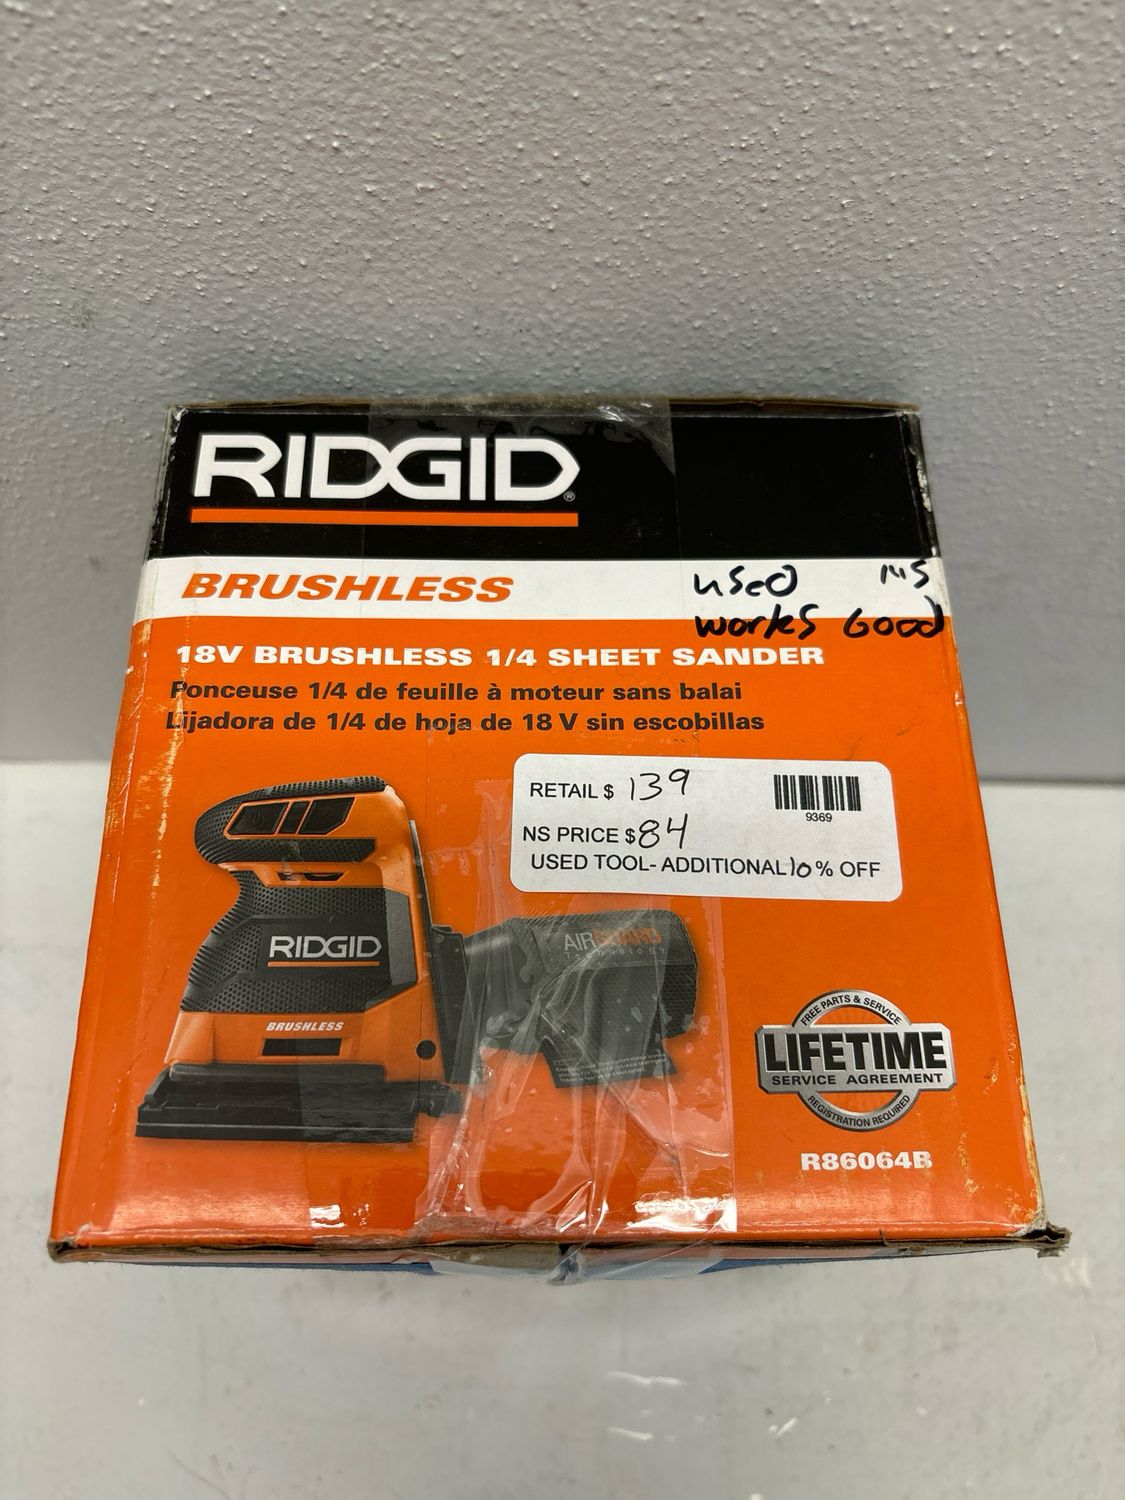 RIDGID®
BRUSHLESS
used
works Good
18V BRUSHLESS 1/4 SHEET SANDER
Ponceuse 1/4 de feuille à moteur sans balai
Lijadora de 1/4 de hoja de 18 V sin escobillas
RETAIL $ 139
9369
NS PRICE $84
USED TOOL- ADDITIONAL 10 % OFF
RIDGID
BRUSHLESS
AIRGUARD
Technology
FREE PARTS & SERVICE
LIFETIME
SERVICE AGREEMENT
REGISTRATION REQUIRED
R86064B